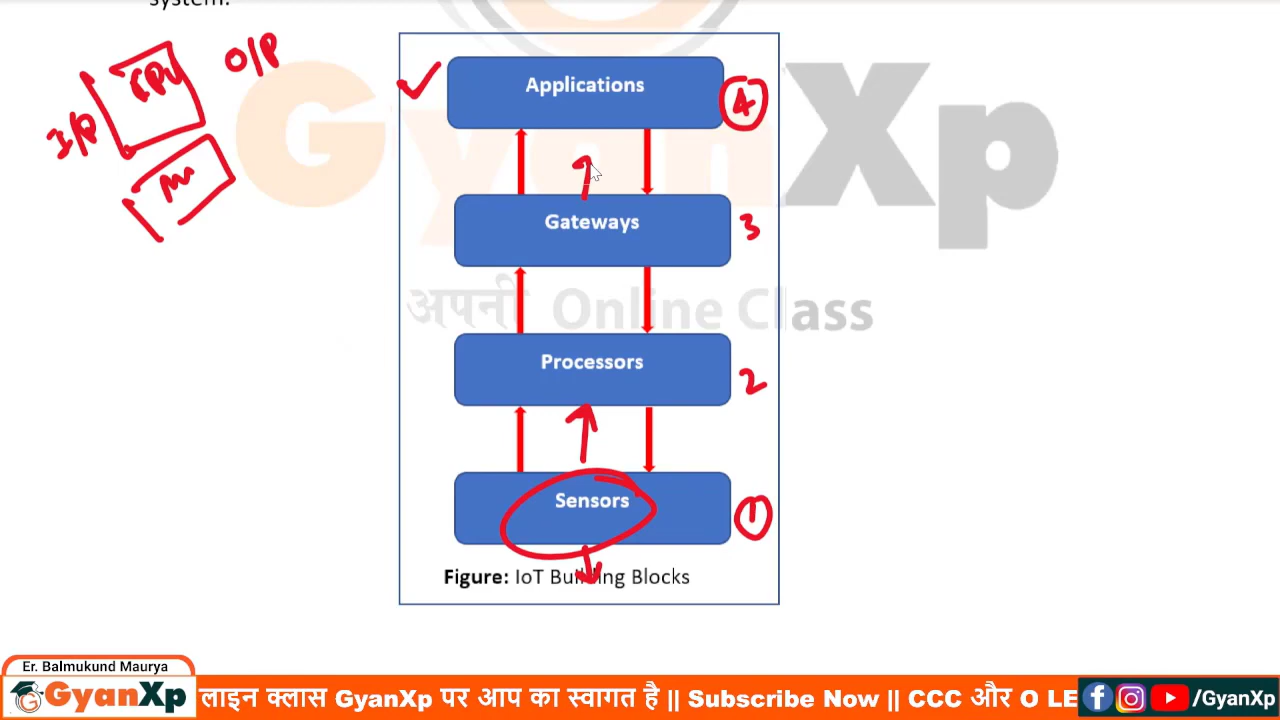 system.
I/P
CPU
O/P
Applications
4
Gateways
3
GyanXp
अपनी Online Class
Processors
2
Sensors
1
Figure: IoT Building Blocks
Er. Balmukund Maurya
GyanXp
लाइन क्लास GyanXp पर आप का स्वागत है || Subscribe Now || CCC और O LE
/GyanXp